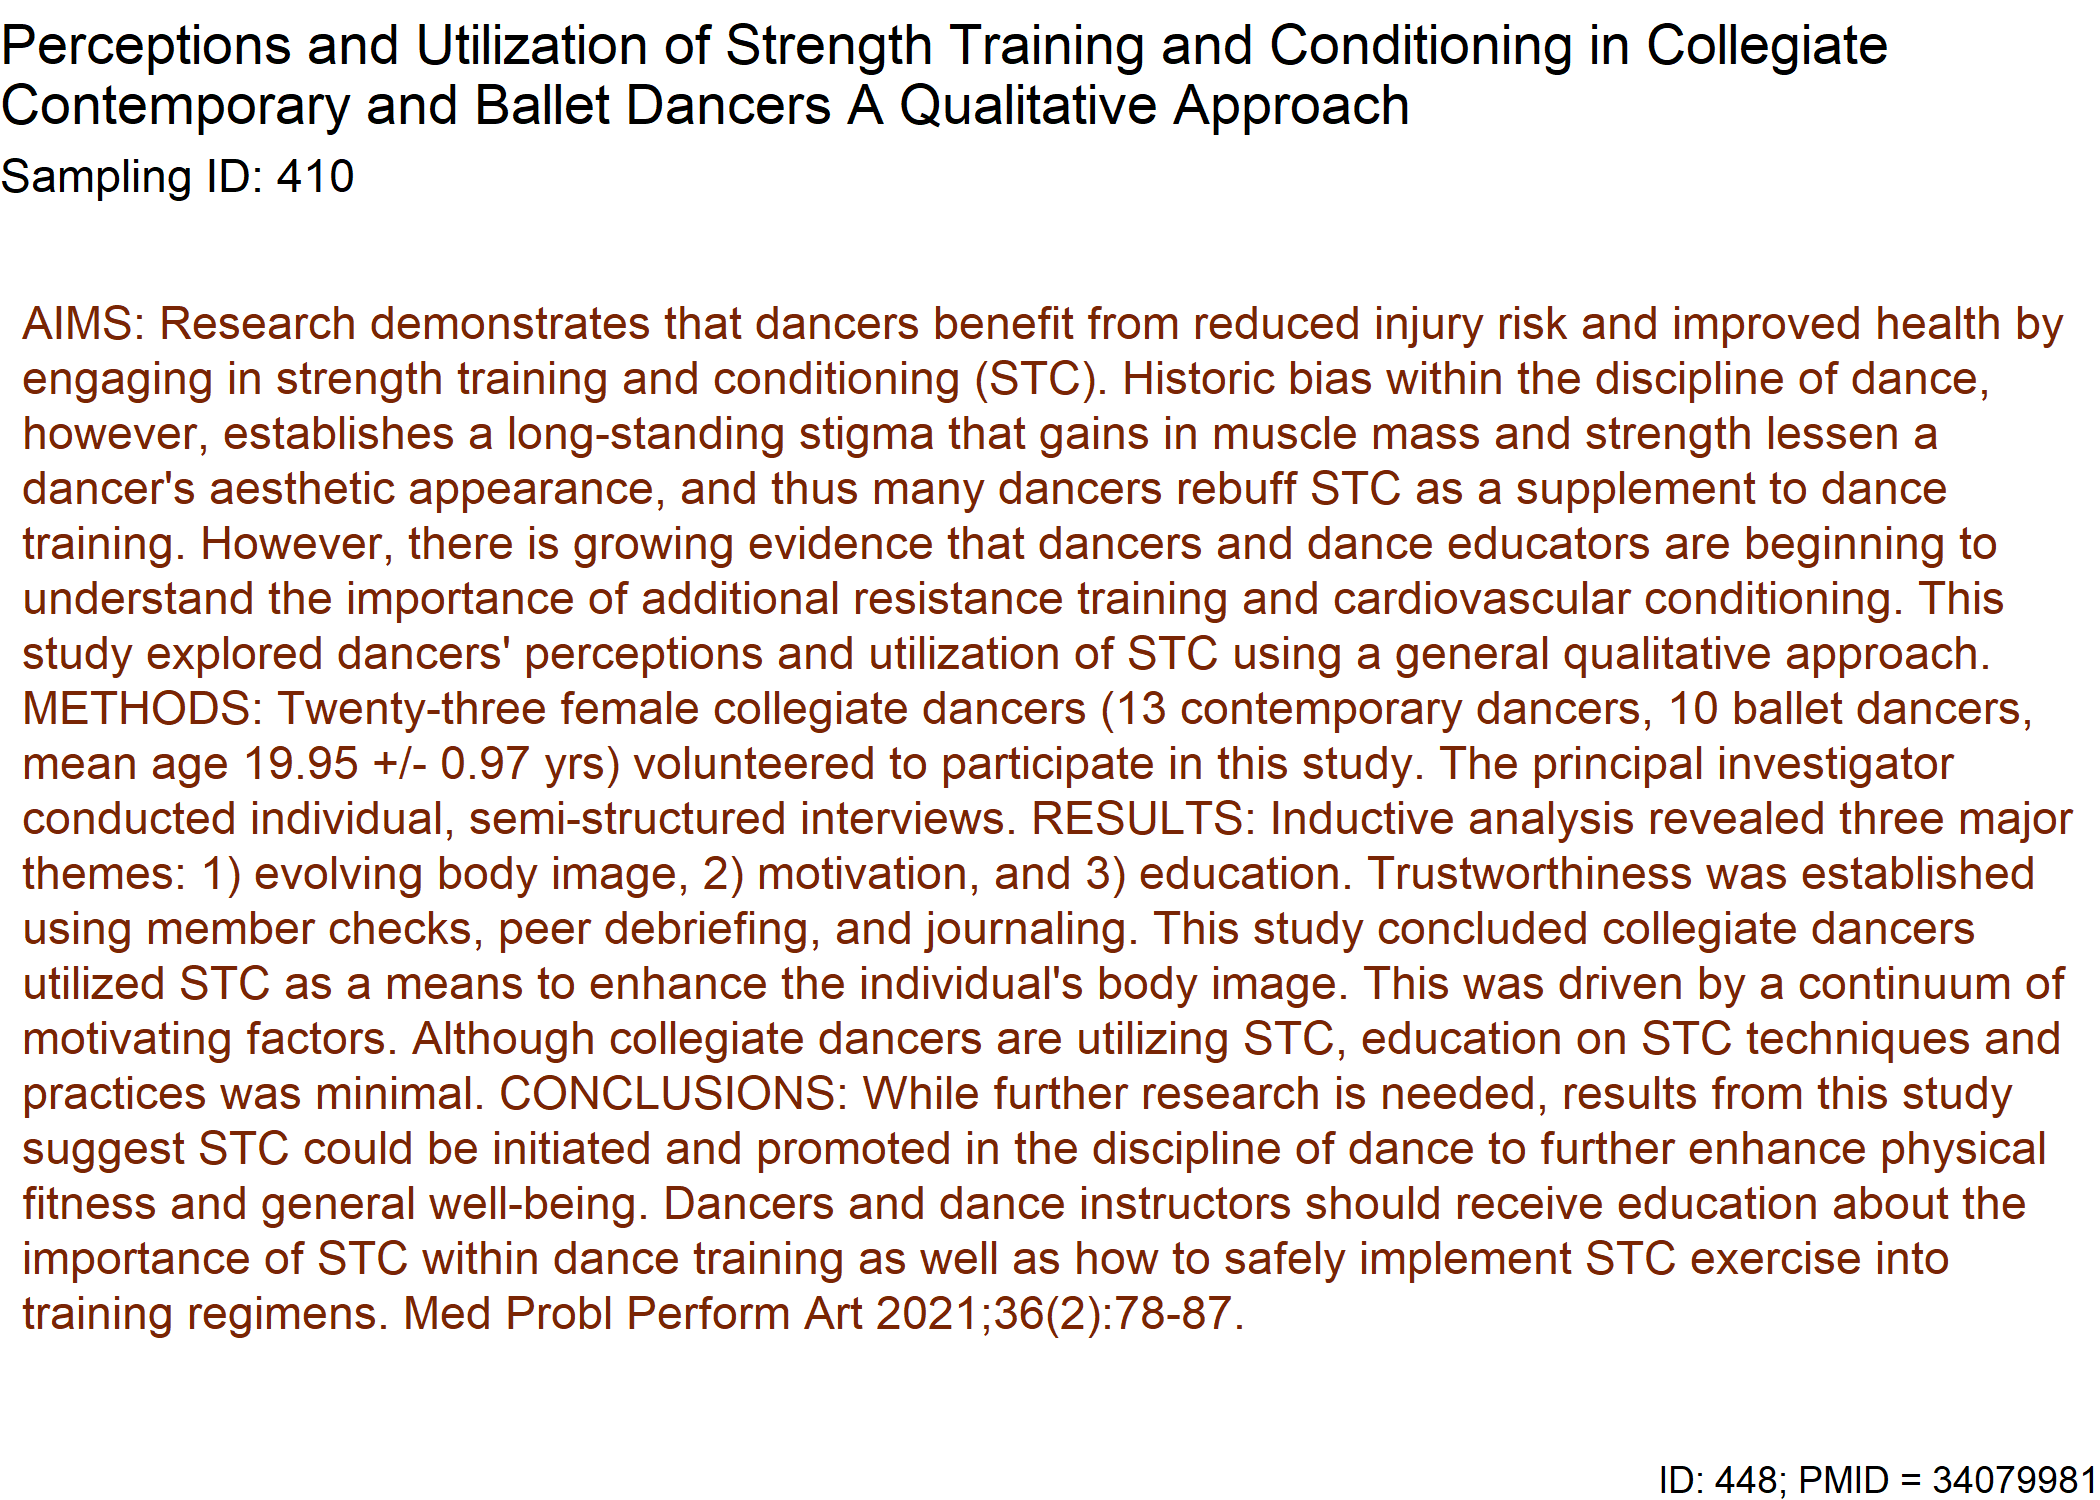 Perceptions and Utilization of Strength Training and Conditioning in Collegiate
Contemporary and Ballet Dancers A Qualitative Approach
Sampling ID: 410
AIMS: Research demonstrates that dancers benefit from reduced injury risk and improved health by
engaging in strength training and conditioning (STC). Historic bias within the discipline of dance,
however, establishes a long-standing stigma that gains in muscle mass and strength lessen a
dancer's aesthetic appearance, and thus many dancers rebuff STC as a supplement to dance
training. However, there is growing evidence that dancers and dance educators are beginning to
understand the importance of additional resistance training and cardiovascular conditioning. This
study explored dancers' perceptions and utilization of STC using a general qualitative approach.
METHODS: Twenty-three female collegiate dancers (13 contemporary dancers, 10 ballet dancers,
mean age 19.95 +/- 0.97 yrs) volunteered to participate in this study. The principal investigator
conducted individual, semi-structured interviews. RESULTS: Inductive analysis revealed three major
themes: 1) evolving body image, 2) motivation, and 3) education. Trustworthiness was established
using member checks, peer debriefing, and journaling. This study concluded collegiate dancers
utilized STC as a means to enhance the individual's body image. This was driven by a continuum of
motivating factors. Although collegiate dancers are utilizing STC, education on STC techniques and
practices was minimal. CONCLUSIONS: While further research is needed, results from this study
suggest STC could be initiated and promoted in the discipline of dance to further enhance physical
fitness and general well-being. Dancers and dance instructors should receive education about the
importance of STC within dance training as well as how to safely implement STC exercise into
training regimens. Med Probl Perform Art 2021;36(2):78-87.
ID: 448; PMID = 34079981